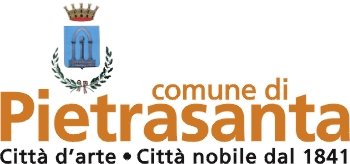 comune di
Pietrasanta
Città d'arte • Città nobile dal 1841